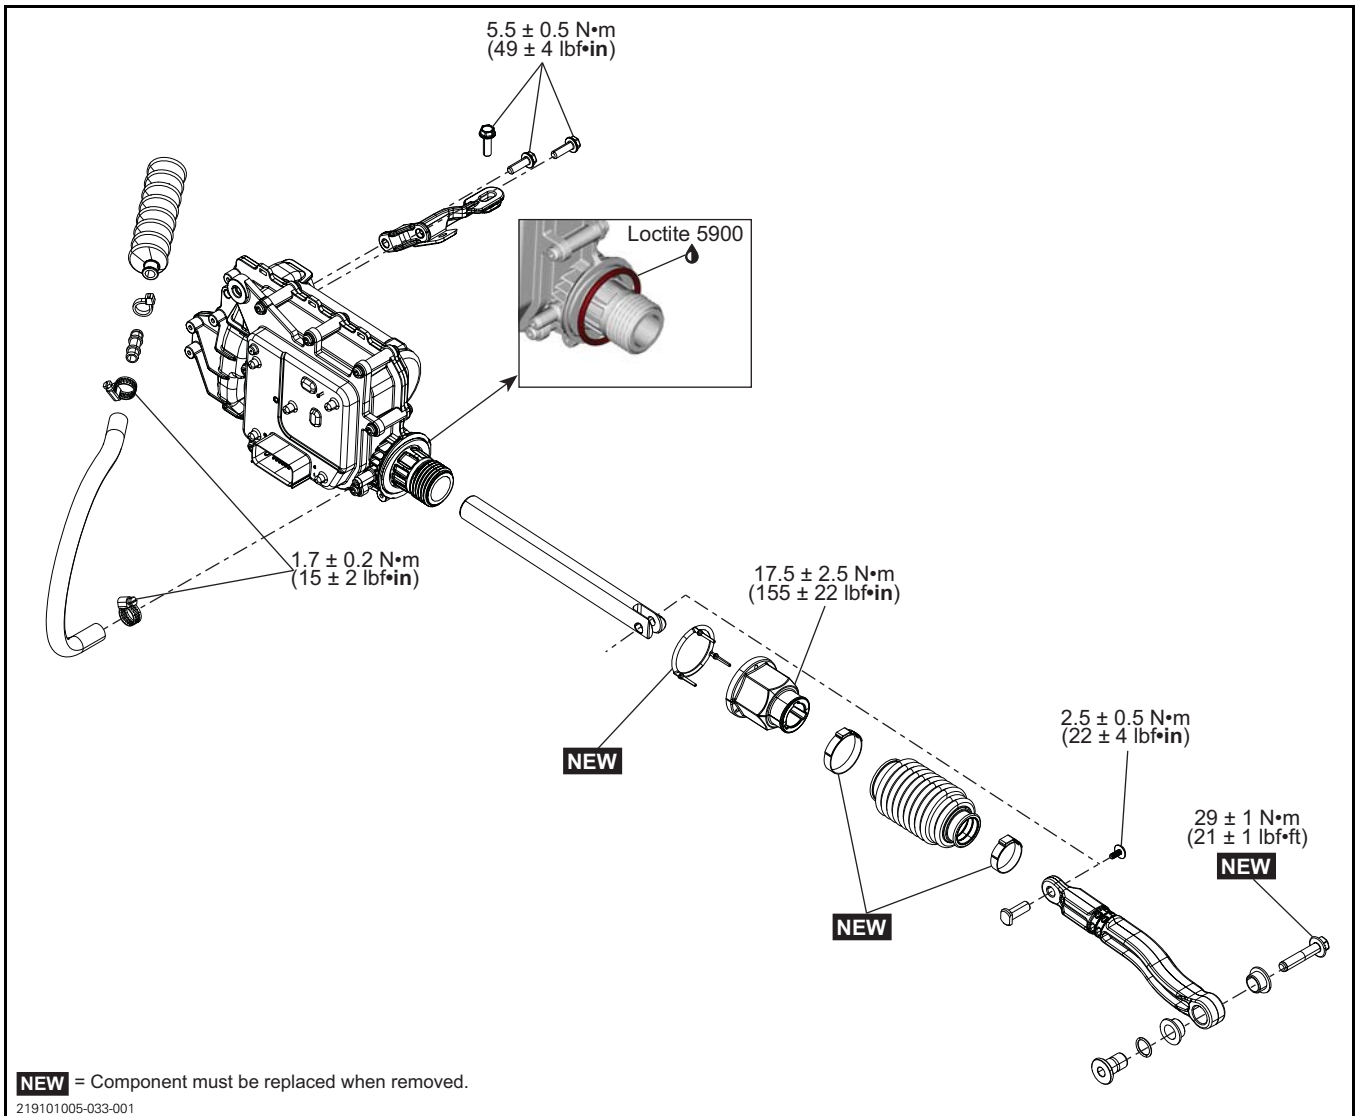 5.5 ± 0.5 N•m
(49 ± 4 lbf•in)
Loctite 5900
1.7 ± 0.2 N•m
(15 ± 2 lbf•in)
17.5 ± 2.5 N•m
(155 ± 22 lbf•in)
NEW
2.5 ± 0.5 N•m
(22 ± 4 lbf•in)
29 ± 1 N•m
(21 ± 1 lbf•ft)
NEW
NEW
NEW = Component must be replaced when removed.
219101005-033-001